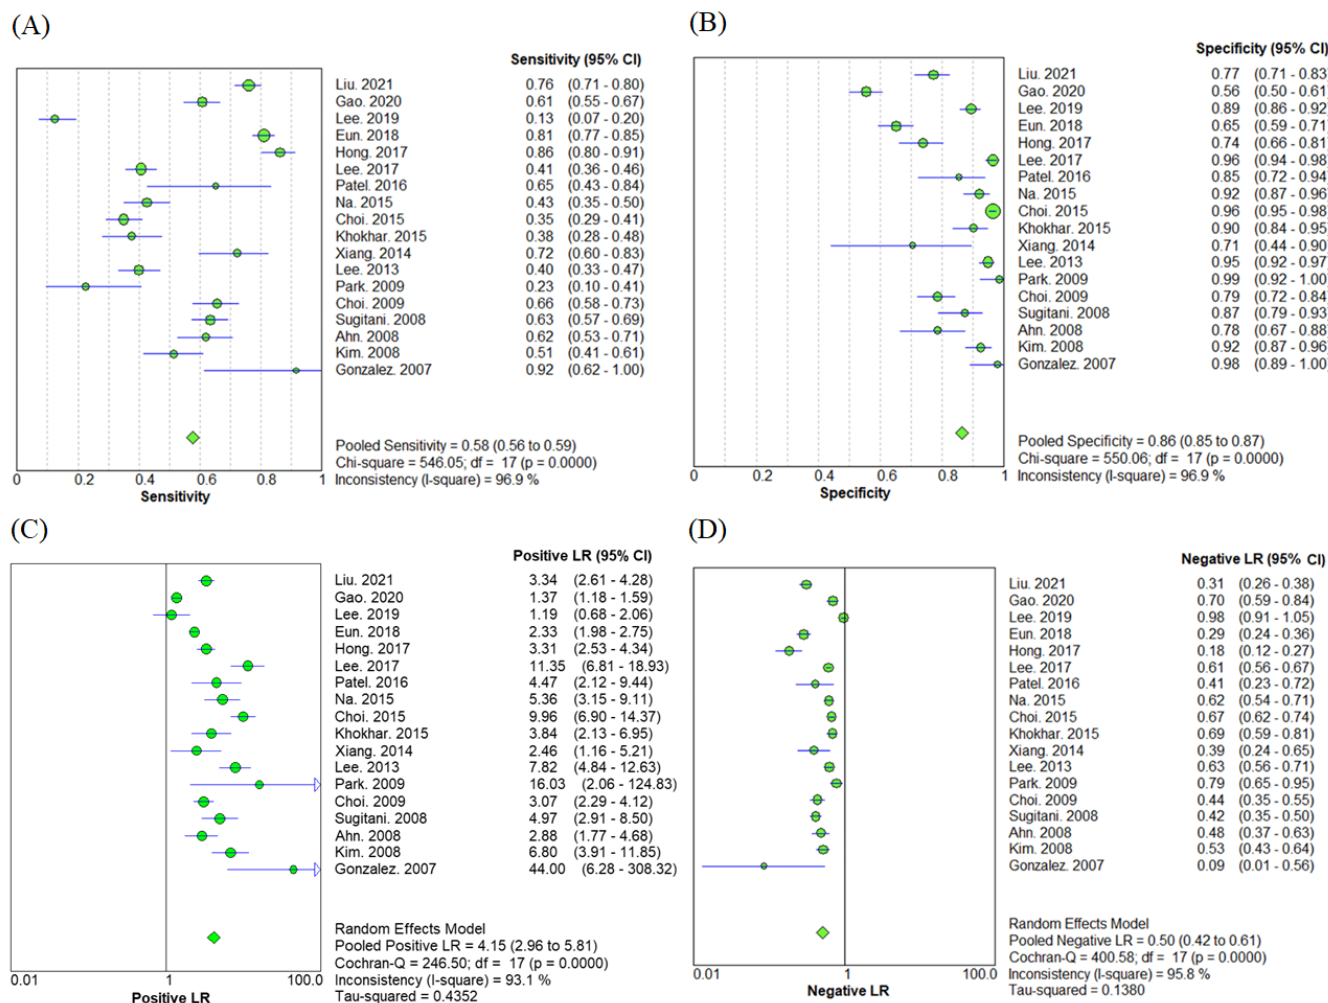 (A)
Sensitivity (95% CI)
Liu. 2021 0.76 (0.71 - 0.80)
Gao. 2020 0.61 (0.55 - 0.67)
Lee. 2019 0.13 (0.07 - 0.20)
Eun. 2018 0.81 (0.77 - 0.85)
Hong. 2017 0.86 (0.80 - 0.91)
Lee. 2017 0.41 (0.36 - 0.46)
Patel. 2016 0.65 (0.43 - 0.84)
Na. 2015 0.43 (0.35 - 0.50)
Choi. 2015 0.35 (0.29 - 0.41)
Khokhar. 2015 0.38 (0.28 - 0.48)
Xiang. 2014 0.72 (0.60 - 0.83)
Lee. 2013 0.40 (0.33 - 0.47)
Park. 2009 0.23 (0.10 - 0.41)
Choi. 2009 0.66 (0.58 - 0.73)
Sugitani. 2008 0.63 (0.57 - 0.69)
Ahn. 2008 0.62 (0.53 - 0.71)
Kim. 2008 0.51 (0.41 - 0.61)
Gonzalez. 2007 0.92 (0.62 - 1.00)
Pooled Sensitivity = 0.58 (0.56 to 0.59)
Chi-square = 546.05; df = 17 (p = 0.0000)
Inconsistency (I-square) = 96.9 %
0 0.2 0.4 0.6 0.8 1
Sensitivity
(B)
Specificity (95% CI)
Liu. 2021 0.77 (0.71 - 0.83)
Gao. 2020 0.56 (0.50 - 0.61)
Lee. 2019 0.89 (0.86 - 0.92)
Eun. 2018 0.65 (0.59 - 0.71)
Hong. 2017 0.74 (0.66 - 0.81)
Lee. 2017 0.96 (0.94 - 0.98)
Patel. 2016 0.85 (0.72 - 0.94)
Na. 2015 0.92 (0.87 - 0.96)
Choi. 2015 0.96 (0.95 - 0.98)
Khokhar. 2015 0.90 (0.84 - 0.95)
Xiang. 2014 0.71 (0.44 - 0.90)
Lee. 2013 0.95 (0.92 - 0.97)
Park. 2009 0.99 (0.92 - 1.00)
Choi. 2009 0.79 (0.72 - 0.84)
Sugitani. 2008 0.87 (0.79 - 0.93)
Ahn. 2008 0.78 (0.67 - 0.88)
Kim. 2008 0.92 (0.87 - 0.96)
Gonzalez. 2007 0.98 (0.89 - 1.00)
Pooled Specificity = 0.86 (0.85 to 0.87)
Chi-square = 550.06; df = 17 (p = 0.0000)
Inconsistency (I-square) = 96.9 %
0 0.2 0.4 0.6 0.8 1
Specificity
(C)
Positive LR (95% CI)
Liu. 2021 3.34 (2.61 - 4.28)
Gao. 2020 1.37 (1.18 - 1.59)
Lee. 2019 1.19 (0.68 - 2.06)
Eun. 2018 2.33 (1.98 - 2.75)
Hong. 2017 3.31 (2.53 - 4.34)
Lee. 2017 11.35 (6.81 - 18.93)
Patel. 2016 4.47 (2.12 - 9.44)
Na. 2015 5.36 (3.15 - 9.11)
Choi. 2015 9.96 (6.90 - 14.37)
Khokhar. 2015 3.84 (2.13 - 6.95)
Xiang. 2014 2.46 (1.16 - 5.21)
Lee. 2013 7.82 (4.84 - 12.63)
Park. 2009 16.03 (2.06 - 124.83)
Choi. 2009 3.07 (2.29 - 4.12)
Sugitani. 2008 4.97 (2.91 - 8.50)
Ahn. 2008 2.88 (1.77 - 4.68)
Kim. 2008 6.80 (3.91 - 11.85)
Gonzalez. 2007 44.00 (6.28 - 308.32)
Random Effects Model
Pooled Positive LR = 4.15 (2.96 to 5.81)
Cochran-Q = 246.50; df = 17 (p = 0.0000)
Inconsistency (I-square) = 93.1 %
Tau-squared = 0.4352
0.01 1 100.0
Positive LR
(D)
Negative LR (95% CI)
Liu. 2021 0.31 (0.26 - 0.38)
Gao. 2020 0.70 (0.59 - 0.84)
Lee. 2019 0.98 (0.91 - 1.05)
Eun. 2018 0.29 (0.24 - 0.36)
Hong. 2017 0.18 (0.12 - 0.27)
Lee. 2017 0.61 (0.56 - 0.67)
Patel. 2016 0.41 (0.23 - 0.72)
Na. 2015 0.62 (0.54 - 0.71)
Choi. 2015 0.67 (0.62 - 0.74)
Khokhar. 2015 0.69 (0.59 - 0.81)
Xiang. 2014 0.39 (0.24 - 0.65)
Lee. 2013 0.63 (0.56 - 0.71)
Park. 2009 0.79 (0.65 - 0.95)
Choi. 2009 0.44 (0.35 - 0.55)
Sugitani. 2008 0.42 (0.35 - 0.50)
Ahn. 2008 0.48 (0.37 - 0.63)
Kim. 2008 0.53 (0.43 - 0.64)
Gonzalez. 2007 0.09 (0.01 - 0.56)
Random Effects Model
Pooled Negative LR = 0.50 (0.42 to 0.61)
Cochran-Q = 400.58; df = 17 (p = 0.0000)
Inconsistency (I-square) = 95.8 %
Tau-squared = 0.1380
0.01 1 100.0
Negative LR